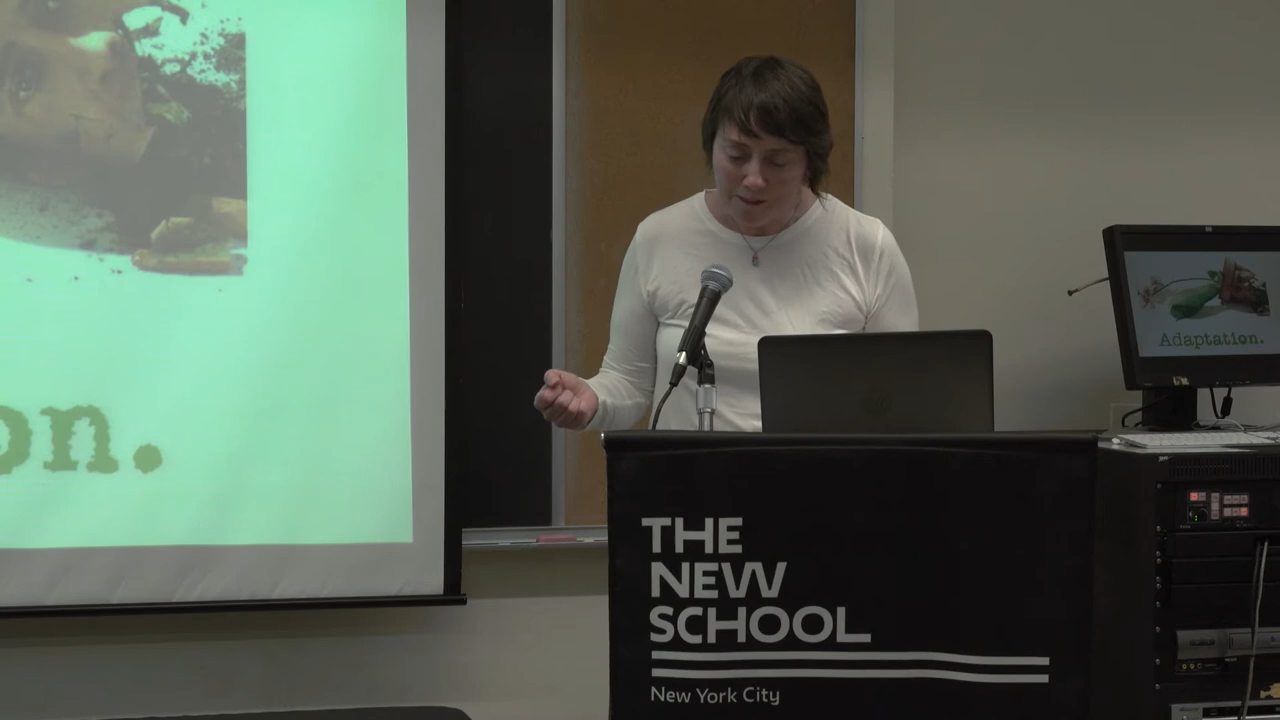 on.
Adaptation.
THE
NEW
SCHOOL
New York City